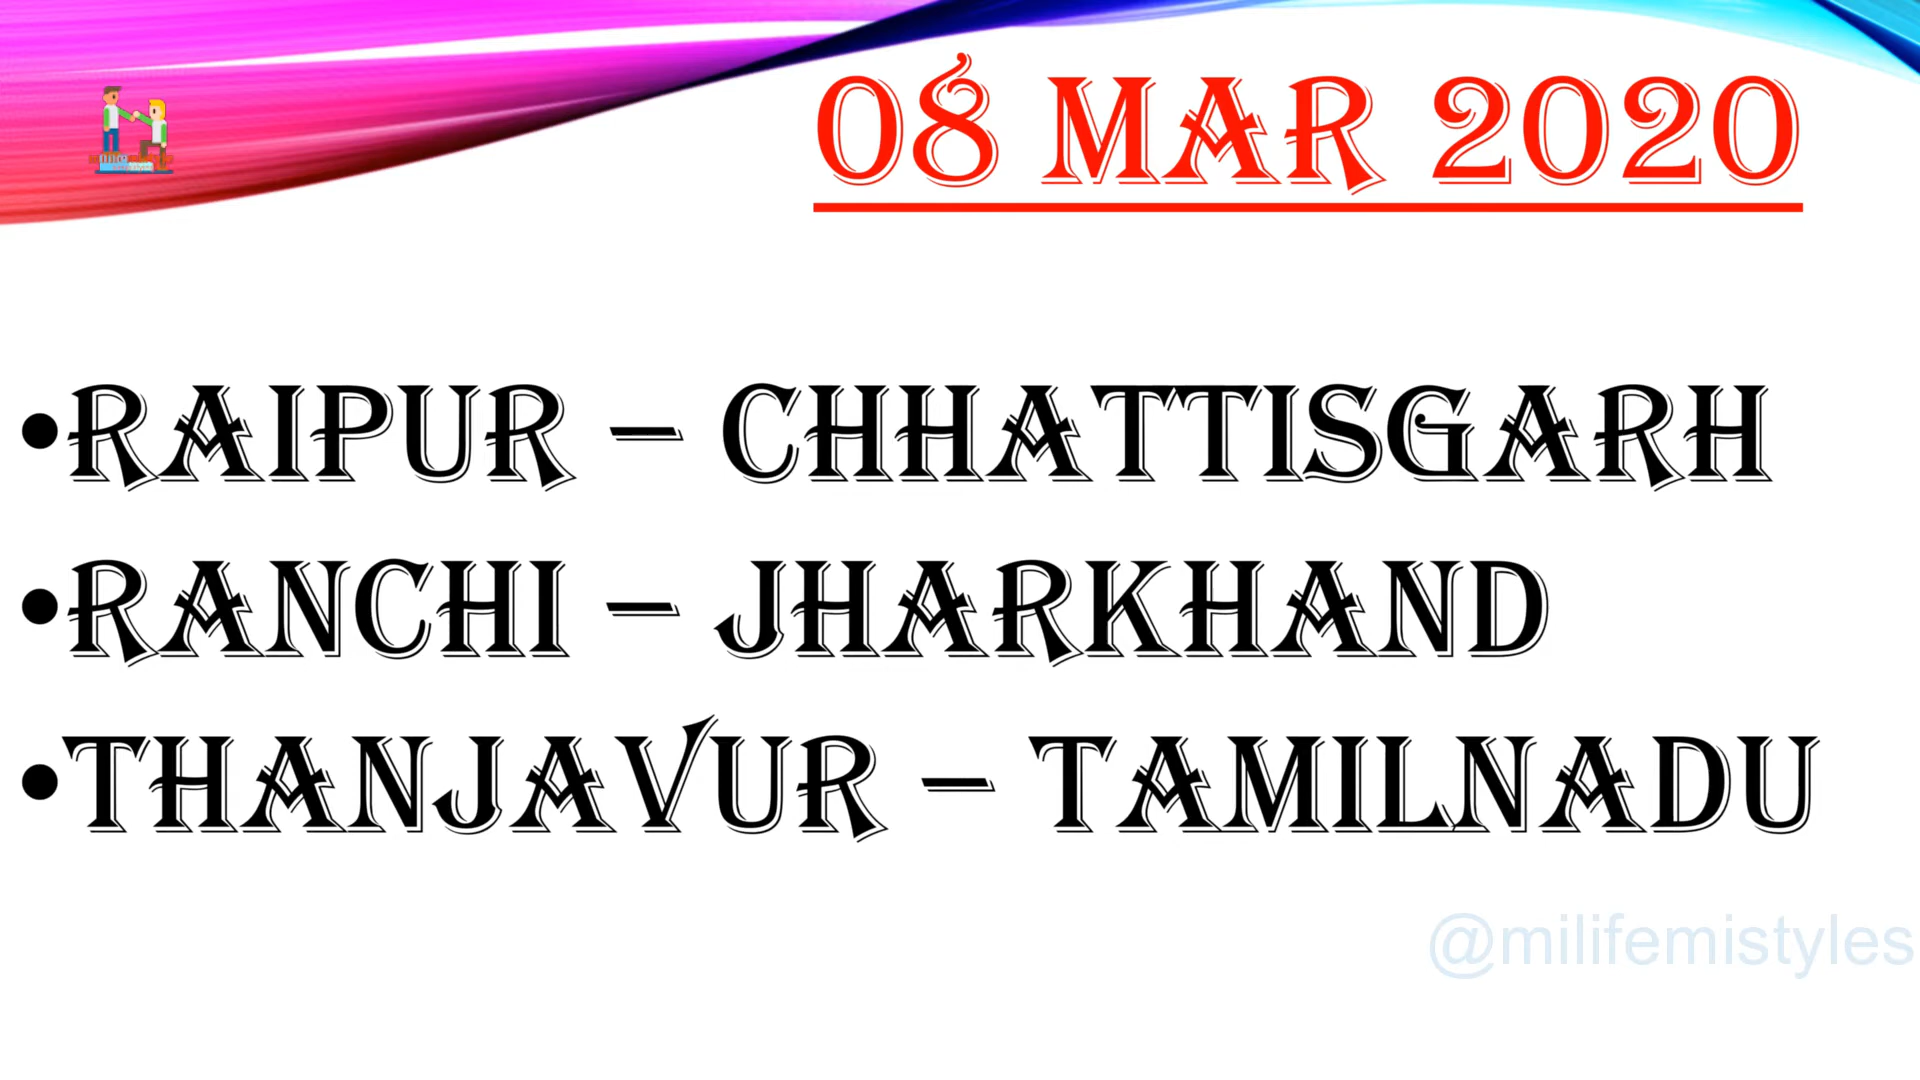 08 MAR 2020
•RAIPUR – CHHATTISGARH
•RANCHI – JHARKHAND
•THANJAVUR – TAMILNADU
@milifemistyles